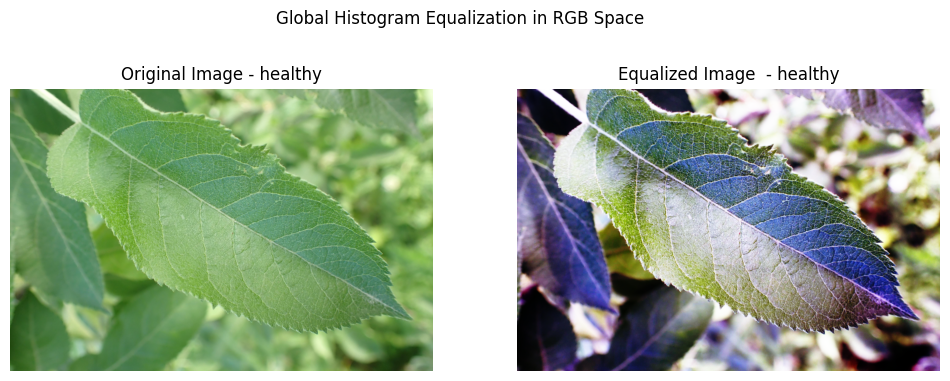 Global Histogram Equalization in RGB Space
Original Image - healthy
Equalized Image  - healthy